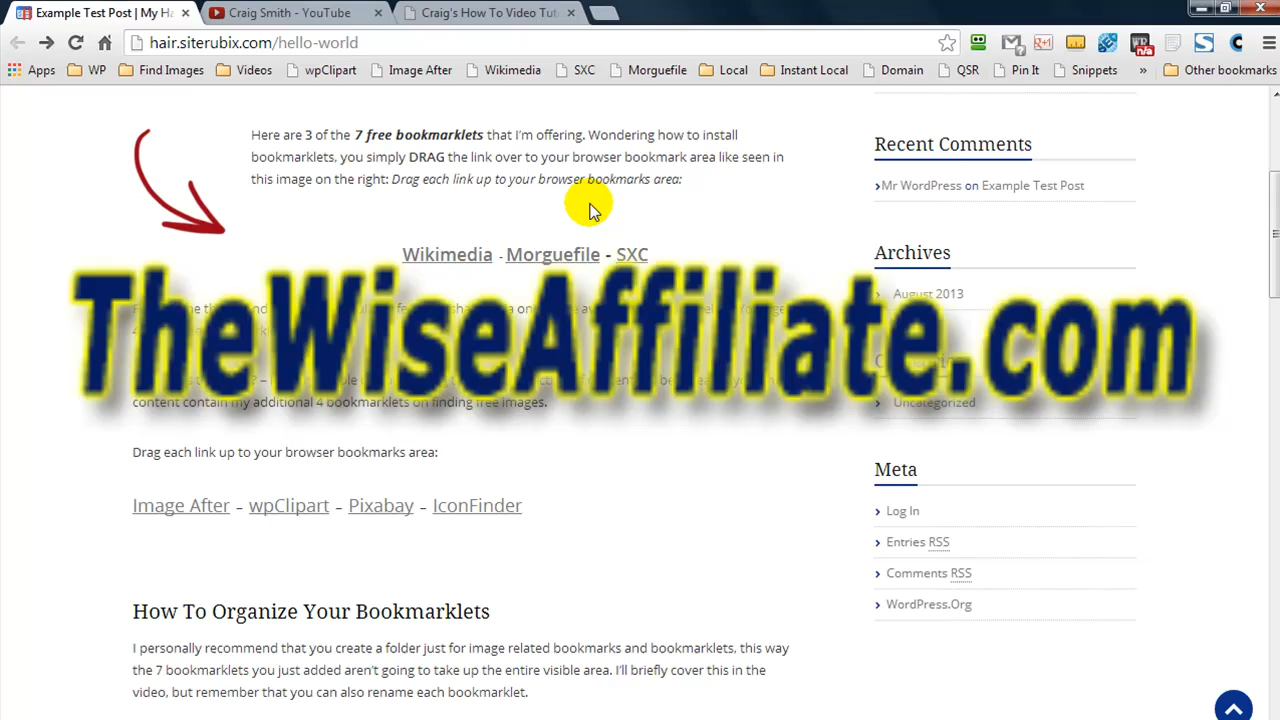 Example Test Post | My Ha
Craig Smith - YouTube
Craig's How To Video Tut
hair.siterubix.com/hello-world
n/a
Apps WP Find Images Videos wpClipart Image After Wikimedia SXC Morguefile Local Instant Local Domain QSR Pin It Snippets » Other bookmarks
Here are 3 of the 7 free bookmarklets that I'm offering. Wondering how to install
bookmarklets, you simply DRAG the link over to your browser bookmark area like seen in
this image on the right: Drag each link up to your browser bookmarks area:
Wikimedia - Morguefile - SXC
TheWiseAffiliate.com
content contain my additional 4 bookmarklets on finding free images.
Drag each link up to your browser bookmarks area:
Image After – wpClipart – Pixabay – IconFinder
How To Organize Your Bookmarklets
I personally recommend that you create a folder just for image related bookmarks and bookmarklets, this way
the 7 bookmarklets you just added aren't going to take up the entire visible area. I'll briefly cover this in the
video, but remember that you can also rename each bookmarklet.
Recent Comments
Mr WordPress on Example Test Post
Archives
August 2013
Uncategorized
Meta
Log In
Entries RSS
Comments RSS
WordPress.Org